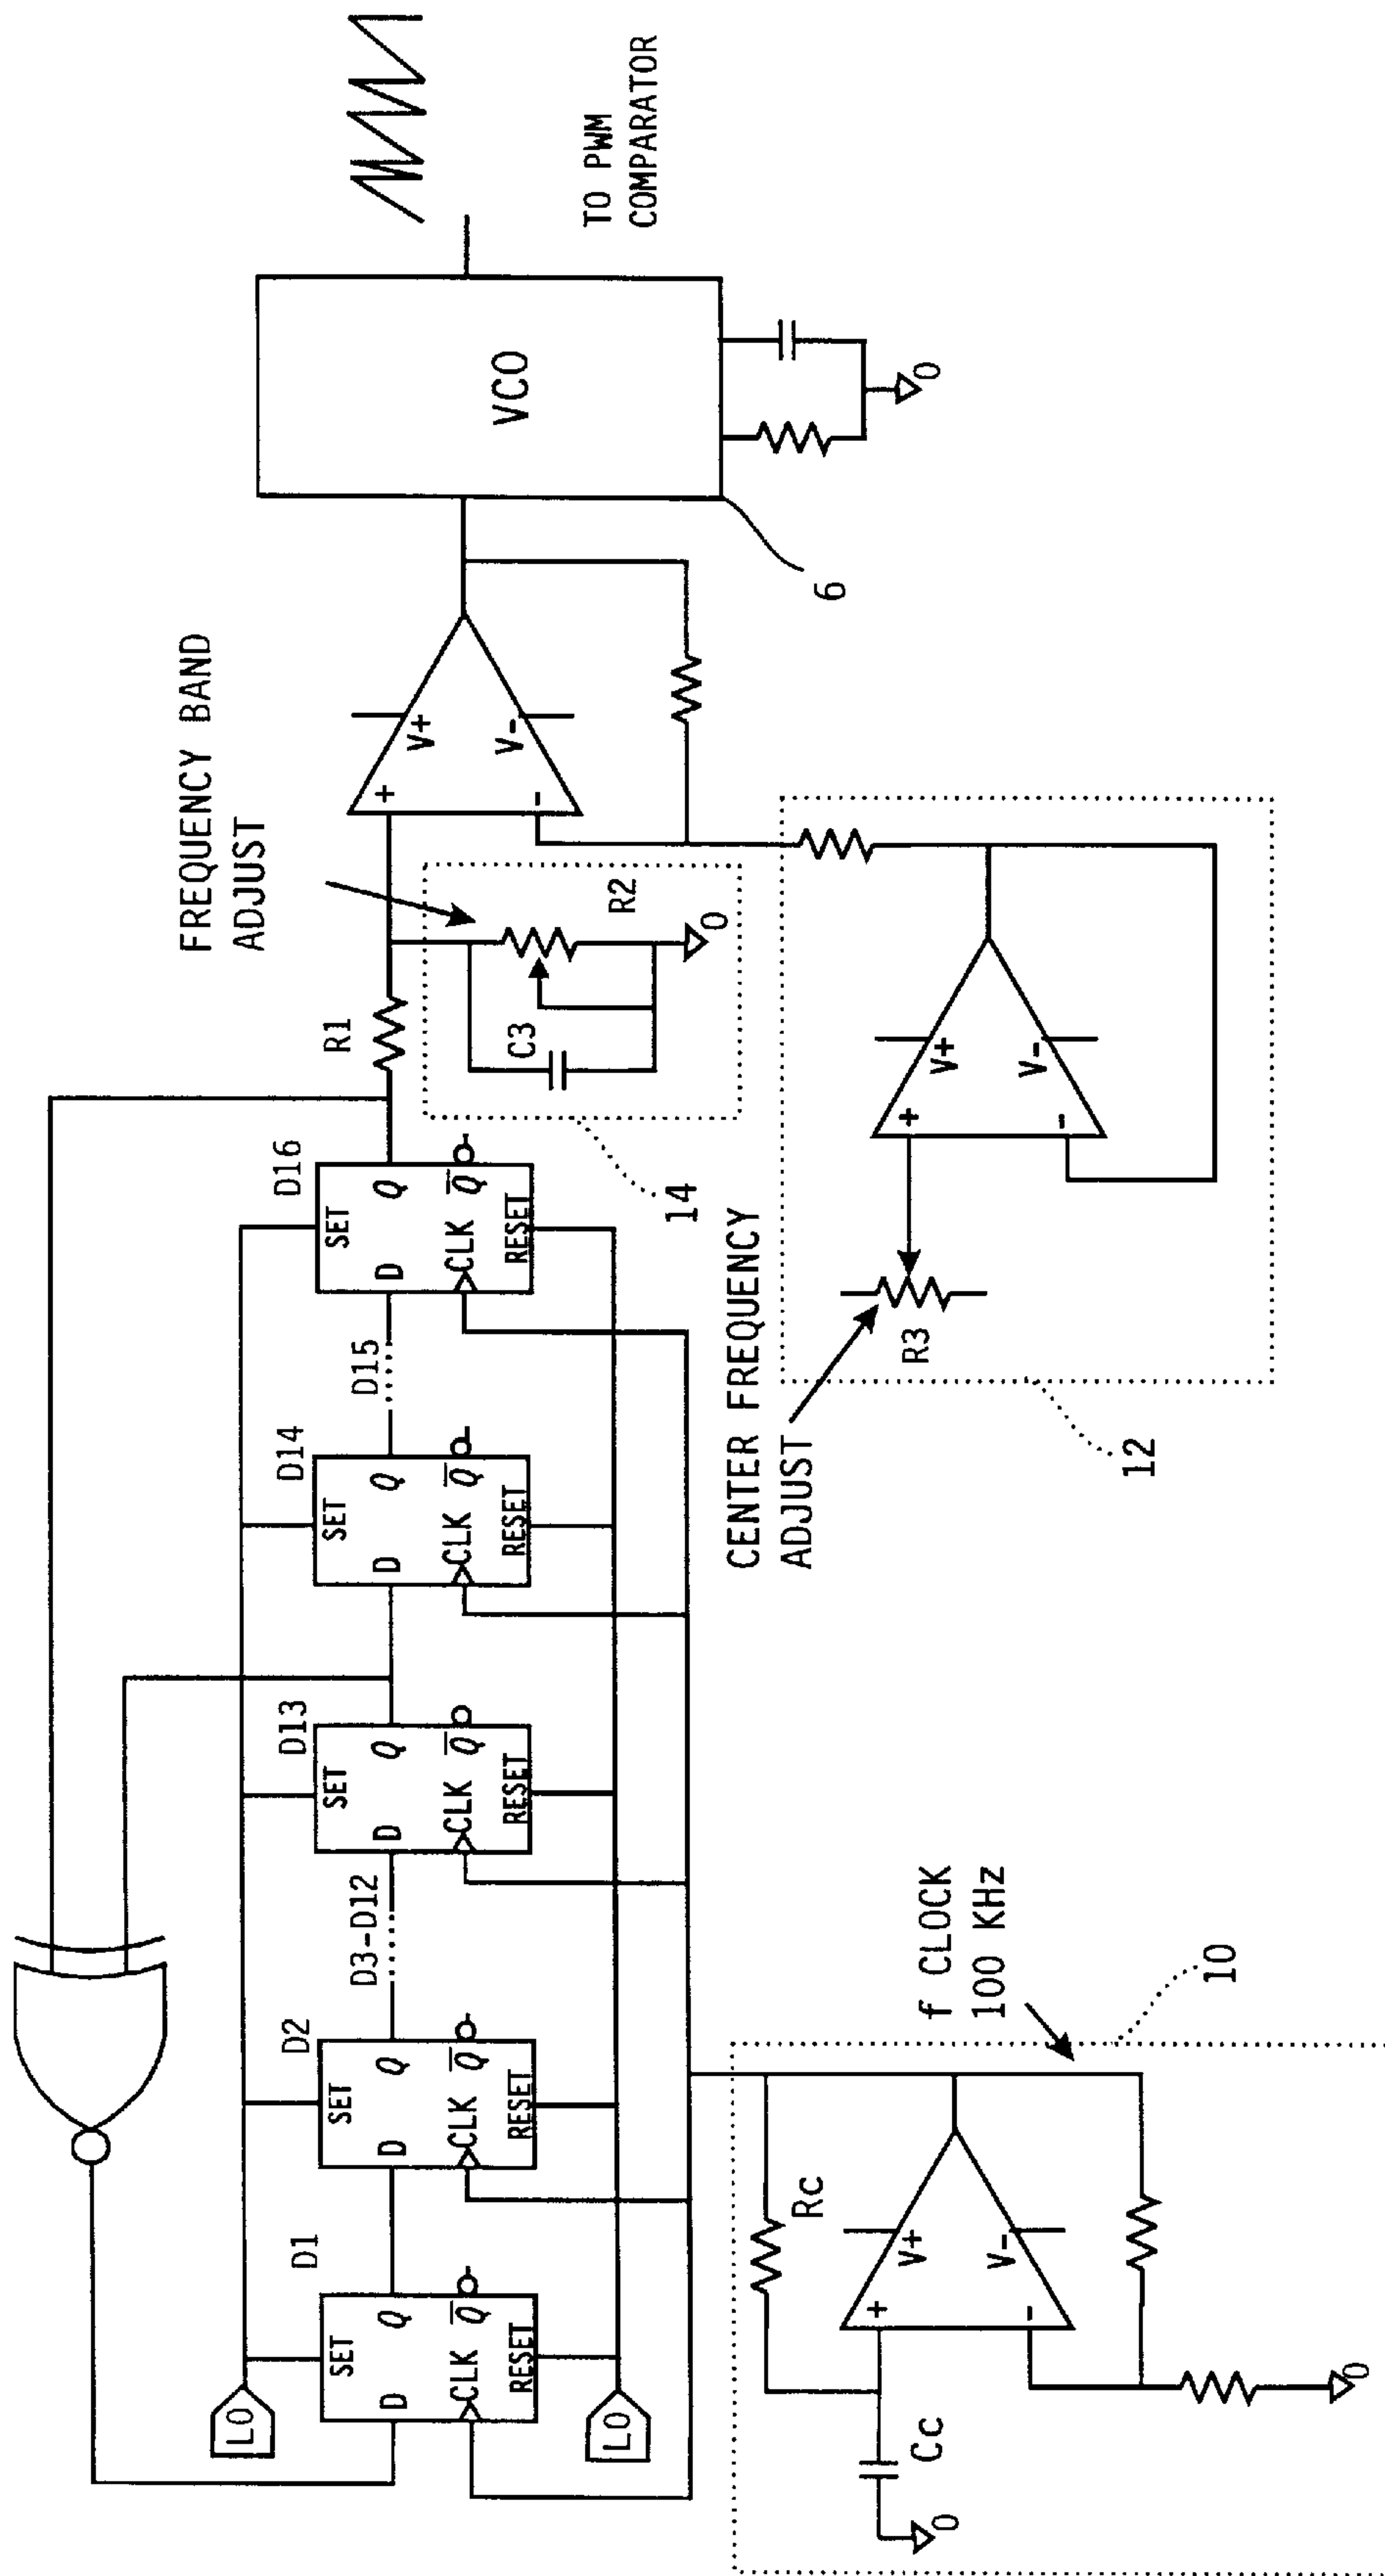 D1
D2
D3-D12
D13
D14
D15
D16
L0
SET
D
Q
CLK
Q
RESET
L0
SET
D
Q
CLK
Q
RESET
SET
D
Q
CLK
Q
RESET
SET
D
Q
CLK
Q
RESET
SET
D
Q
CLK
Q
RESET
R1
FREQUENCY BAND
ADJUST
C3
R2
0
14
+
-
V+
V-
VCO
6
0
TO PWM
COMPARATOR
CENTER FREQUENCY
ADJUST
R3
+
-
V+
V-
12
f CLOCK
100 KHz
10
Rc
Cc
0
+
-
V+
V-
0